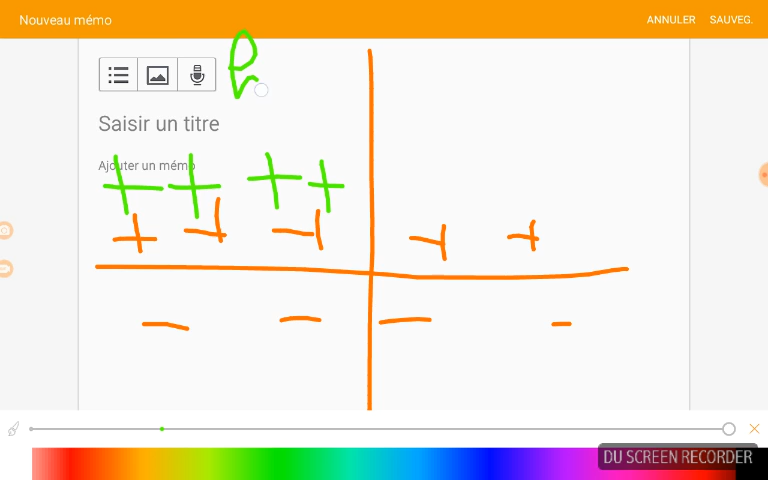 Nouveau mémo
ANNULER SAUVEG.
Saisir un titre
Ajouter un mémo
+ + + +
+ + + + +
- - - -
DU SCREEN RECORDER